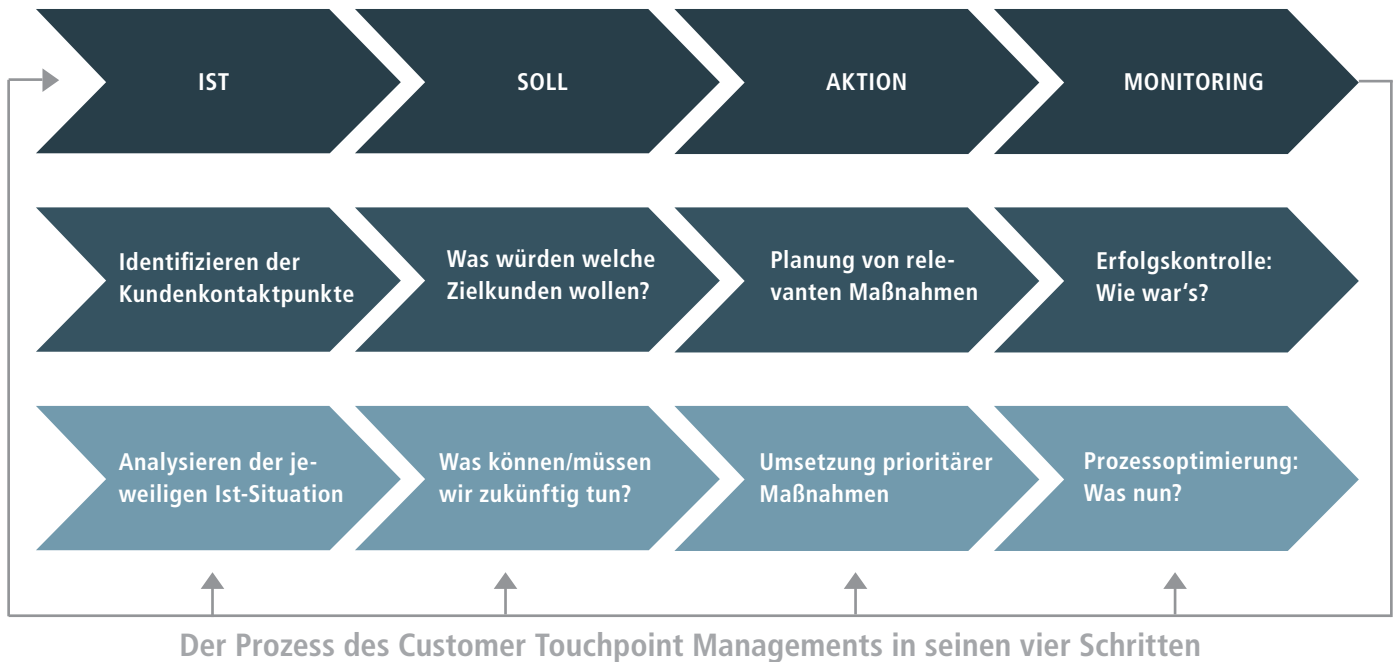 IST
SOLL
AKTION
MONITORING
Identifizieren der
Kundenkontaktpunkte
Was würden welche
Zielkunden wollen?
Planung von rele-
vanten Maßnahmen
Erfolgskontrolle:
Wie war‘s?
Analysieren der je-
weiligen Ist-Situation
Was können/müssen
wir zukünftig tun?
Umsetzung prioritärer
Maßnahmen
Prozessoptimierung:
Was nun?
Der Prozess des Customer Touchpoint Managements in seinen vier Schritten